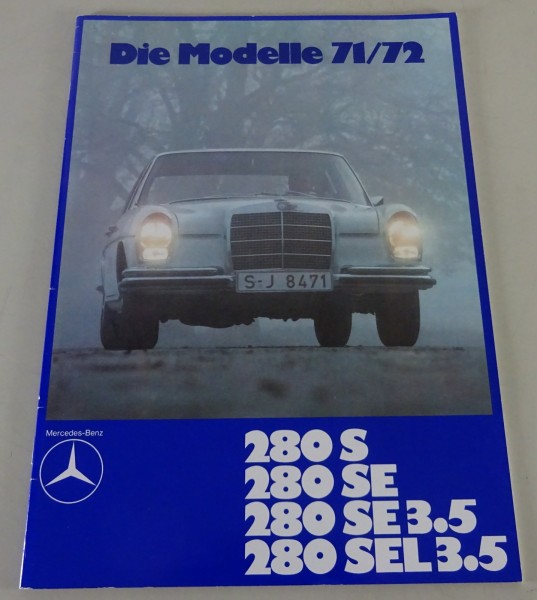 Die Modelle 71/72
S-J 8471
Mercedes-Benz
280 S
280 SE
280 SE 3.5
280 SEL 3.5